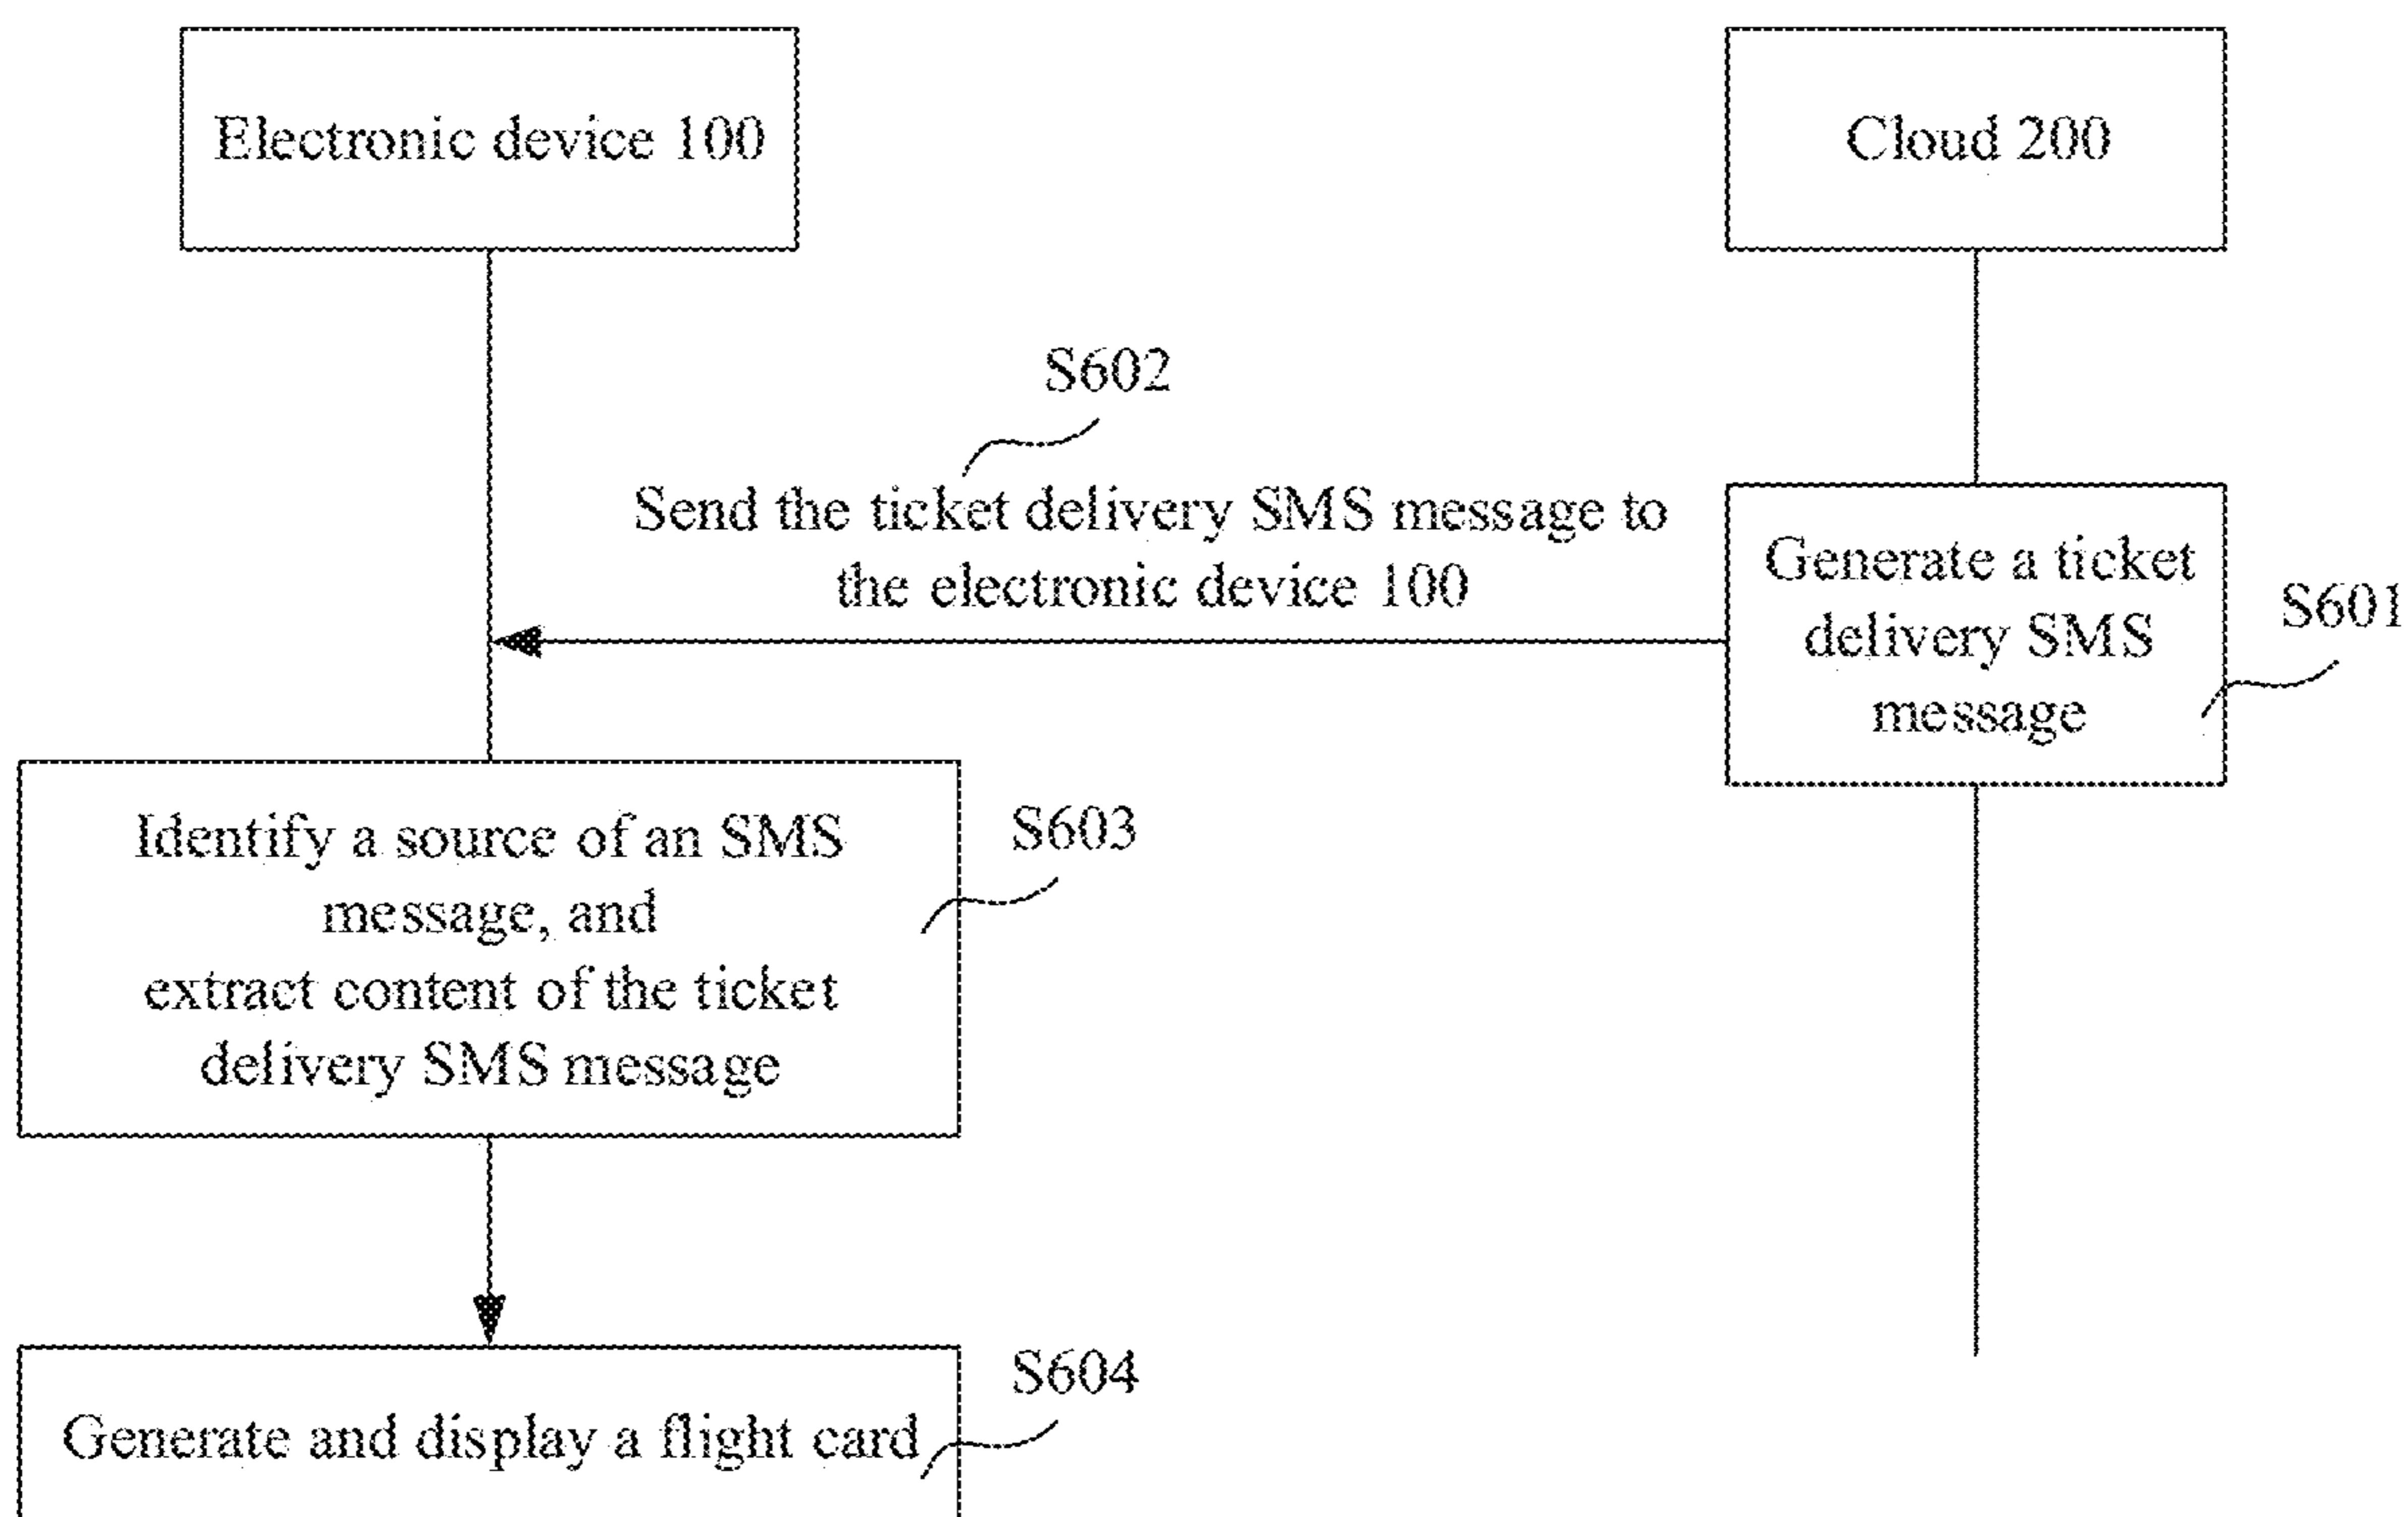 Electronic device 100
Cloud 200
S602
Send the ticket delivery SMS message to
the electronic device 100
Generate a ticket
delivery SMS
message
S601
Identify a source of an SMS
message, and
extract content of the ticket
delivery SMS message
S603
Generate and display a flight card
S604